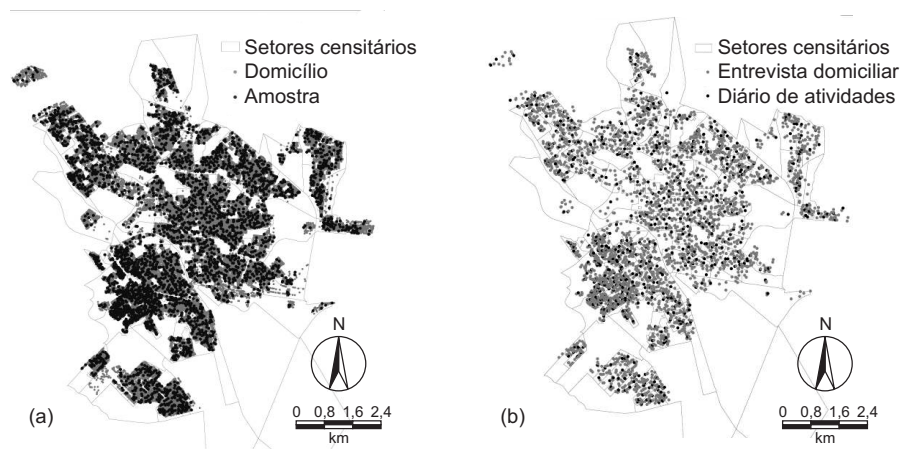 Setores censitários
Domicílio
Amostra
N
0 0,8 1,6 2,4
km
(a)
Setores censitários
Entrevista domiciliar
Diário de atividades
N
0 0,8 1,6 2,4
km
(b)